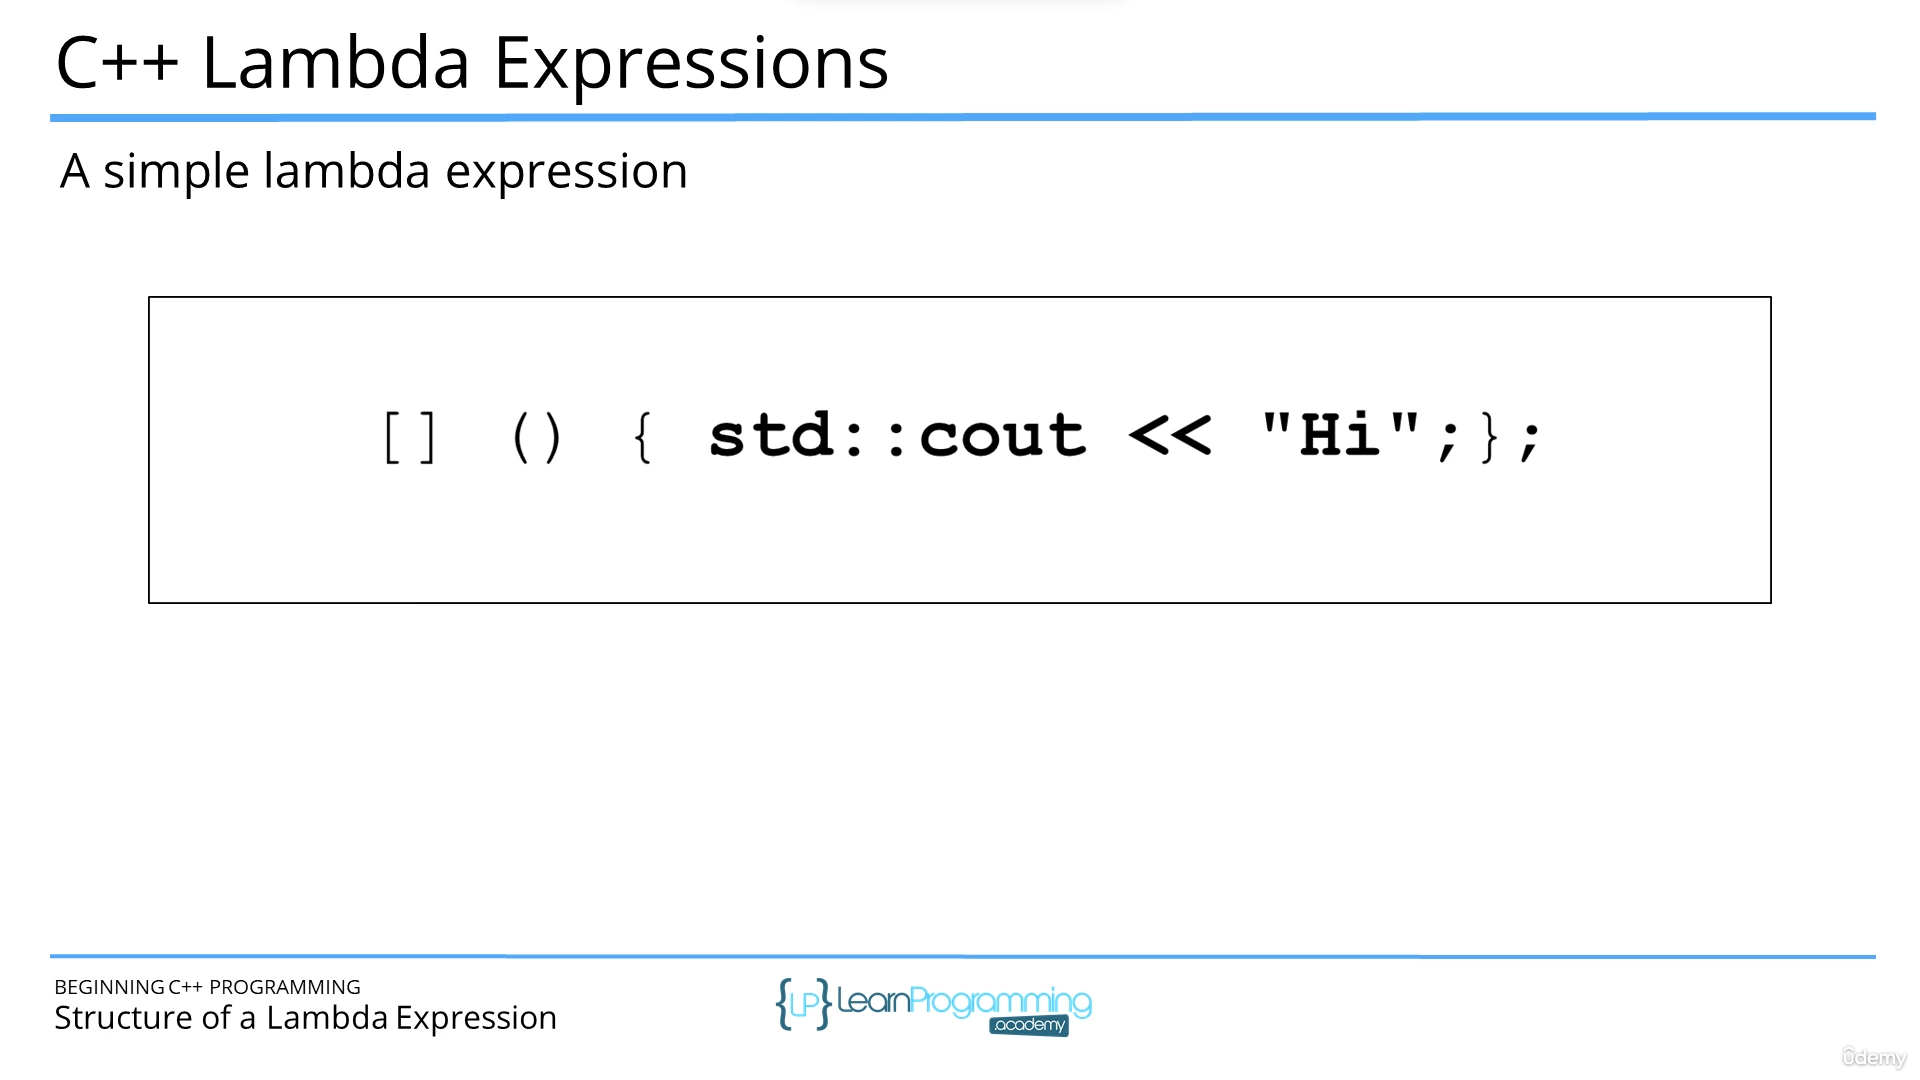 C++ Lambda Expressions
A simple lambda expression
[] () { std::cout << "Hi";};
BEGINNING C++ PROGRAMMING
Structure of a Lambda Expression
{LP} LearnProgramming
academy
ûdemy